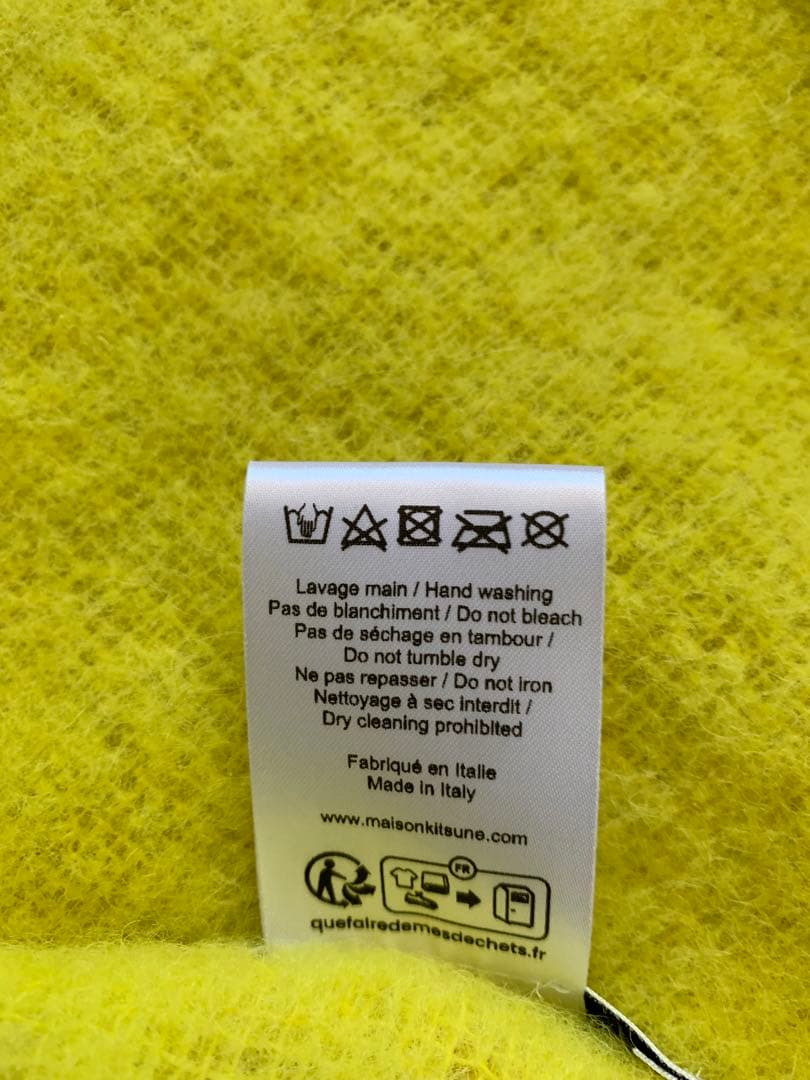 Lavage main / Hand washing
Pas de blanchiment / Do not bleach
Pas de séchage en tambour /
Do not tumble dry
Ne pas repasser / Do not iron
Nettoyage à sec interdit /
Dry cleaning prohibited
Fabriqué en Italie
Made in Italy
www.maisonkitsune.com
FR
quefairedemesdechets.fr